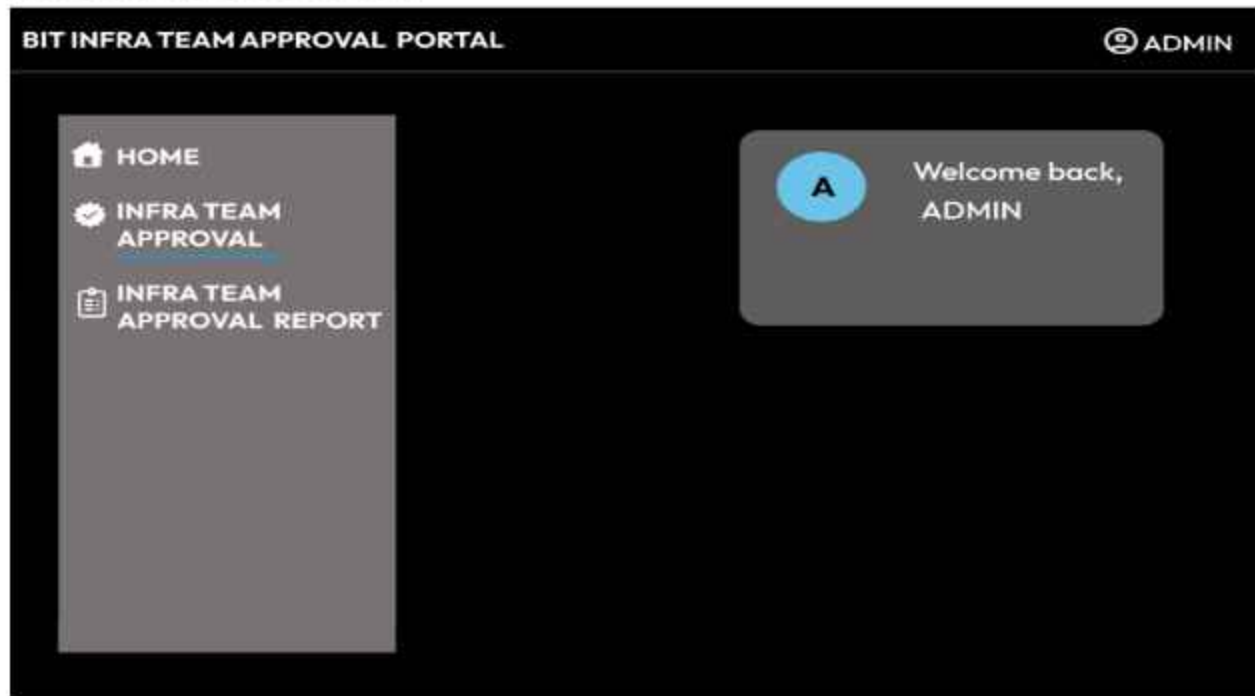 BIT INFRA TEAM APPROVAL PORTAL
ADMIN
HOME
INFRA TEAM
APPROVAL
INFRA TEAM
APPROVAL REPORT
A
Welcome back,
ADMIN